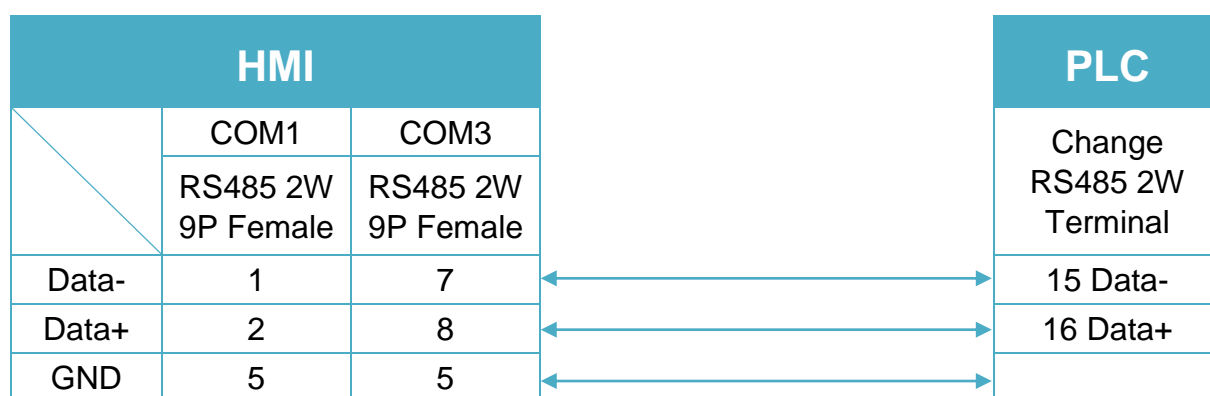 HMI
PLC
COM1 COM3
Change
RS485 2W
Terminal
RS485 2W RS485 2W
9P Female 9P Female
Data- 1 7 15 Data-
Data+ 2 8 16 Data+
GND 5 5